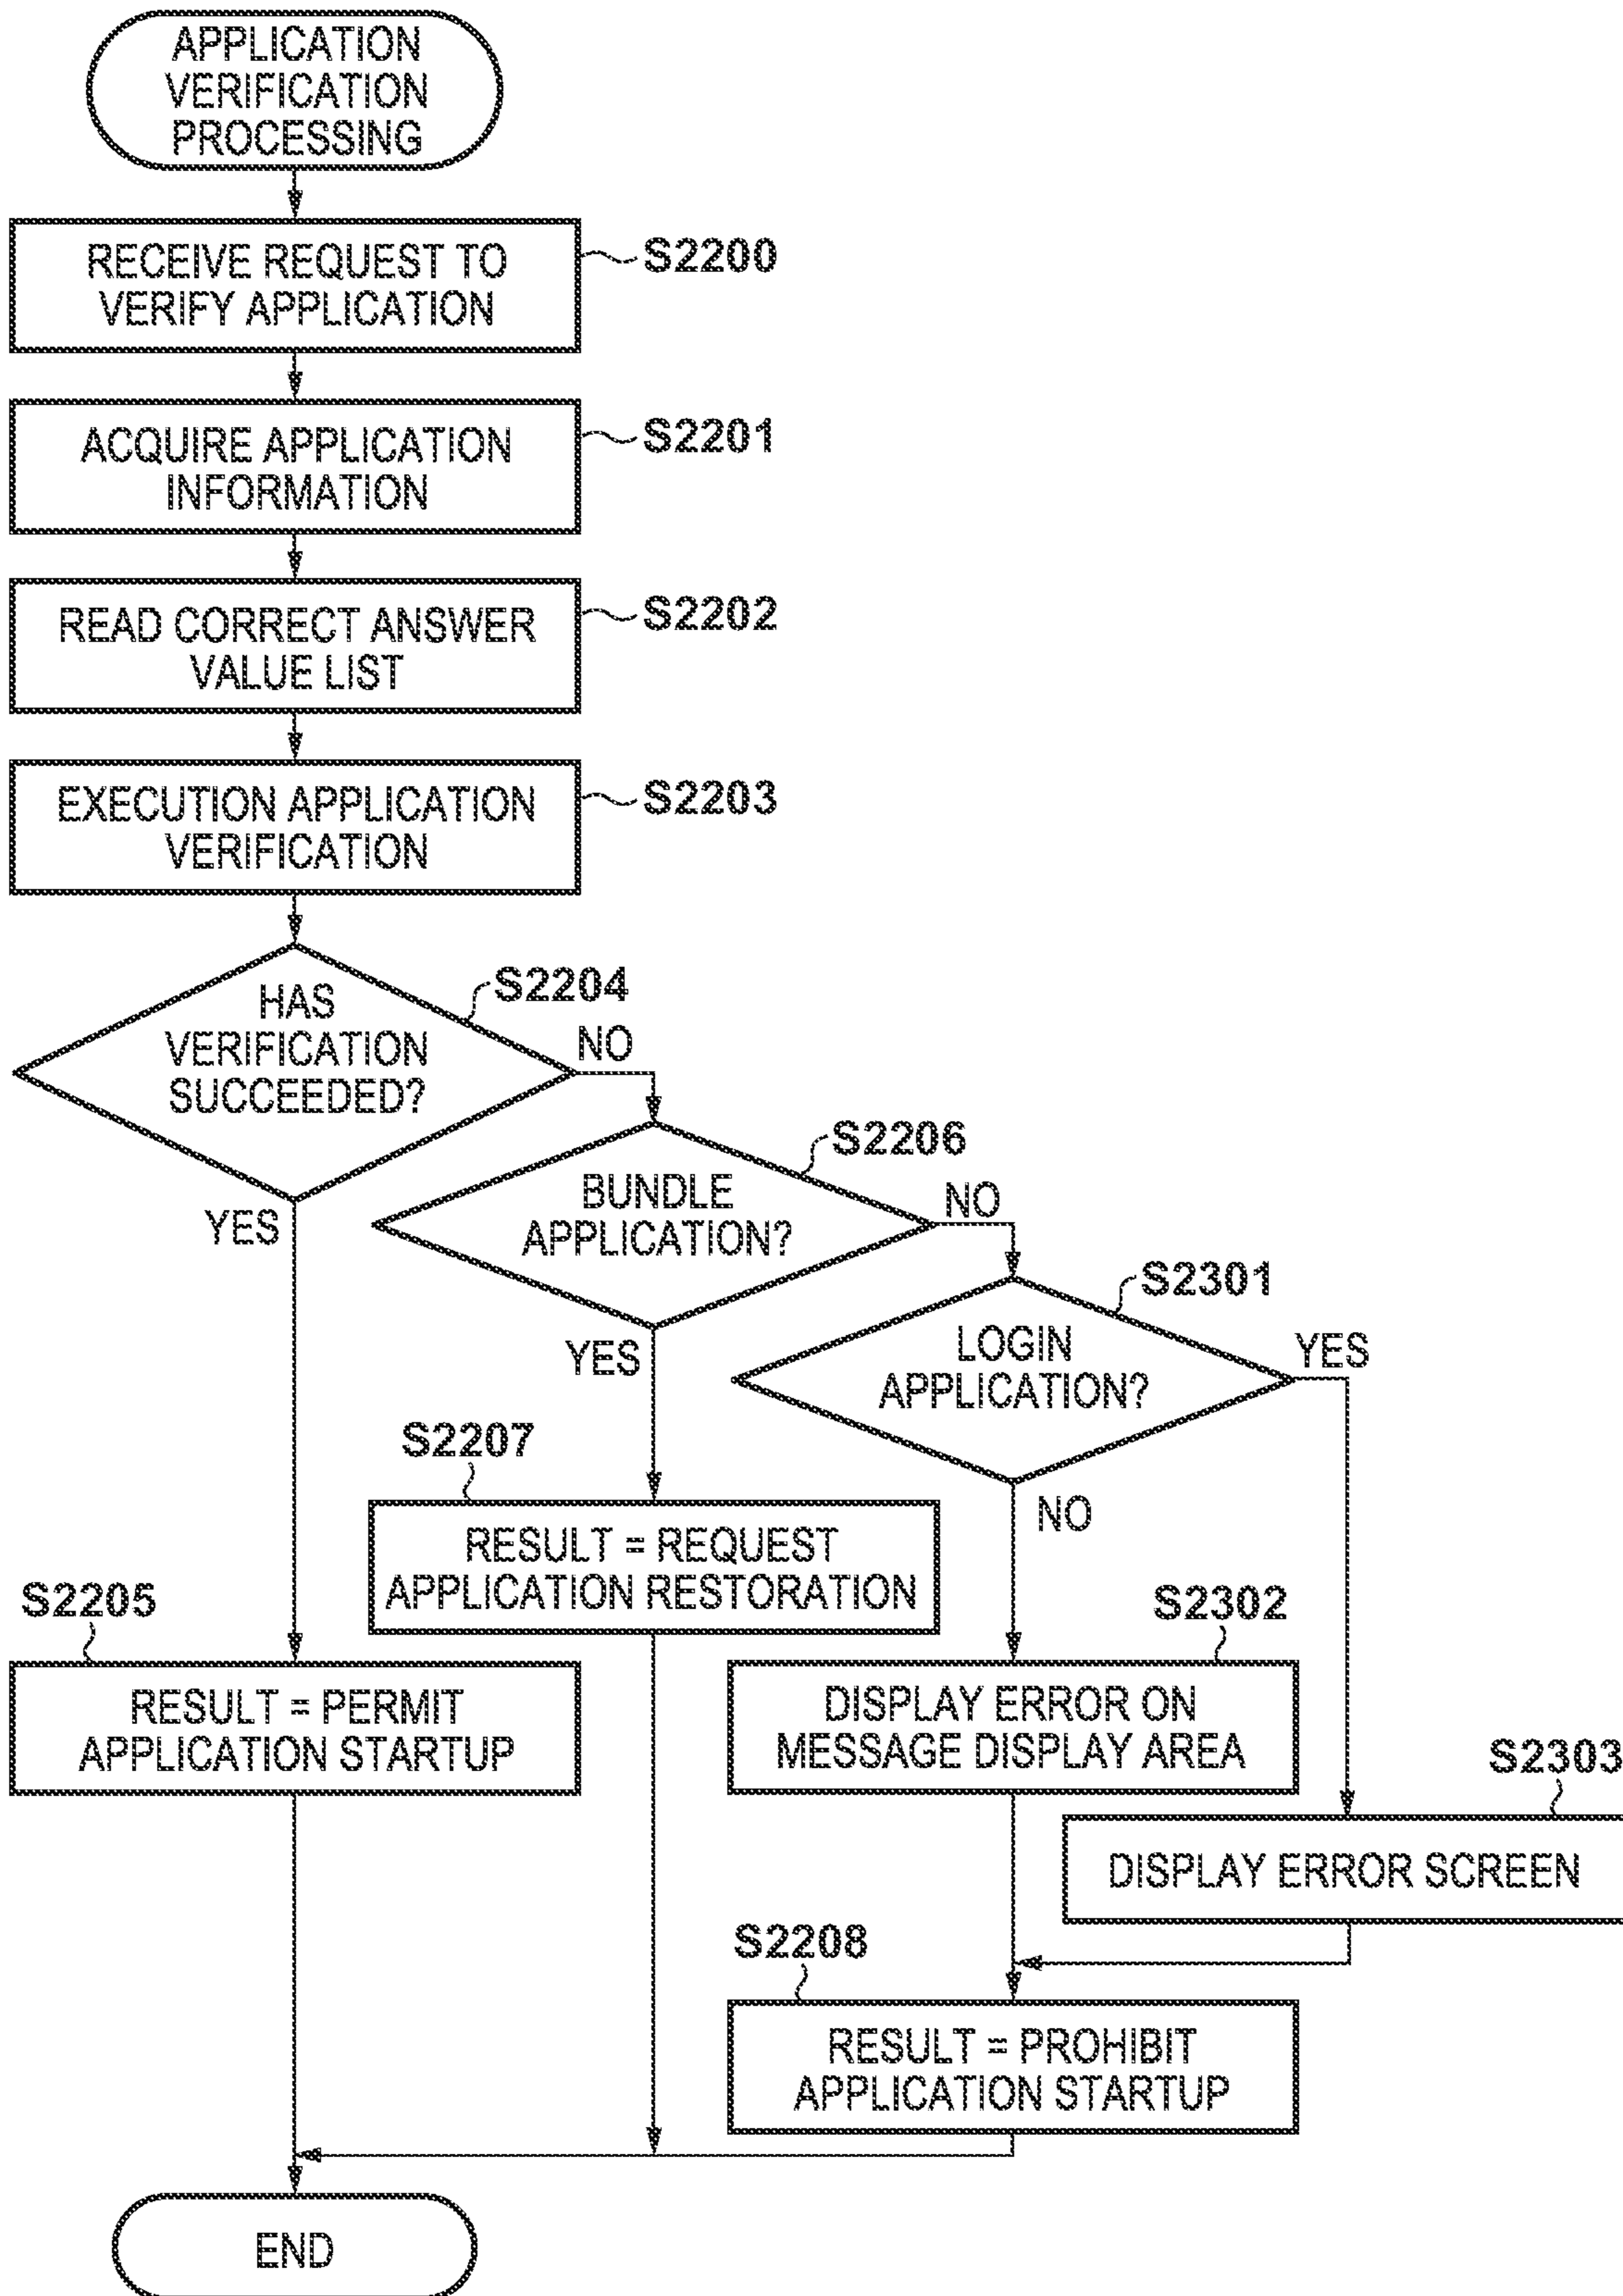 APPLICATION
VERIFICATION
PROCESSING
RECEIVE REQUEST TO
VERIFY APPLICATION
S2200
ACQUIRE APPLICATION
INFORMATION
S2201
READ CORRECT ANSWER
VALUE LIST
S2202
EXECUTION APPLICATION
VERIFICATION
S2203
HAS
VERIFICATION
SUCCEEDED?
S2204
NO
YES
BUNDLE
APPLICATION?
S2206
NO
YES
LOGIN
APPLICATION?
S2301
YES
NO
S2207
RESULT = REQUEST
APPLICATION RESTORATION
S2205
RESULT = PERMIT
APPLICATION STARTUP
S2302
DISPLAY ERROR ON
MESSAGE DISPLAY AREA
S2303
DISPLAY ERROR SCREEN
S2208
RESULT = PROHIBIT
APPLICATION STARTUP
END